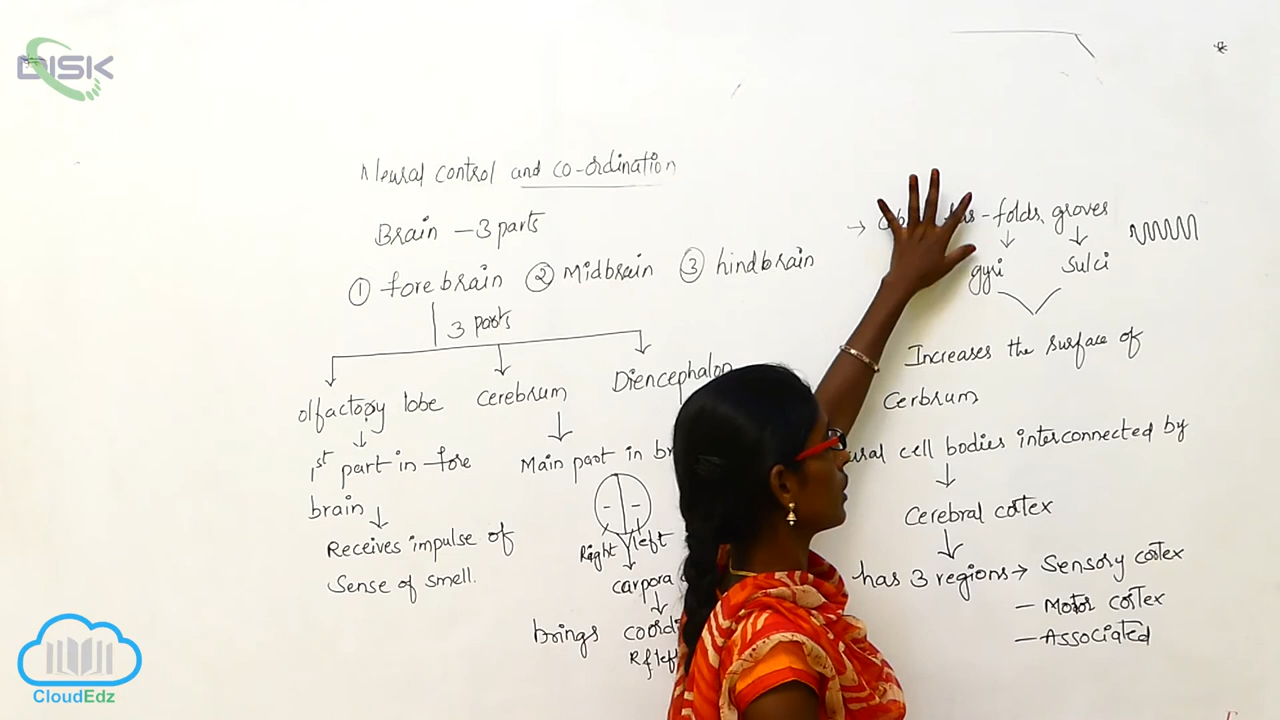 DISK
Neural control and co-ordination
Brain - 3 parts
① fore brain ② Midbrain ③ hindbrain
3 parts
olfactory lobe
1st part in fore
brain
Receives impulse of
Sense of smell.
cerebrum
Main part in
Right left
carpora
brings
Diencephalon
→ - folds, groves
gyri Sulci
Increases the surface of
Cerbrum
cell bodies interconnected by
Cerebral cortex
has 3 regions → Sensory cortex
- Motor cortex
- Associated
CloudEdz